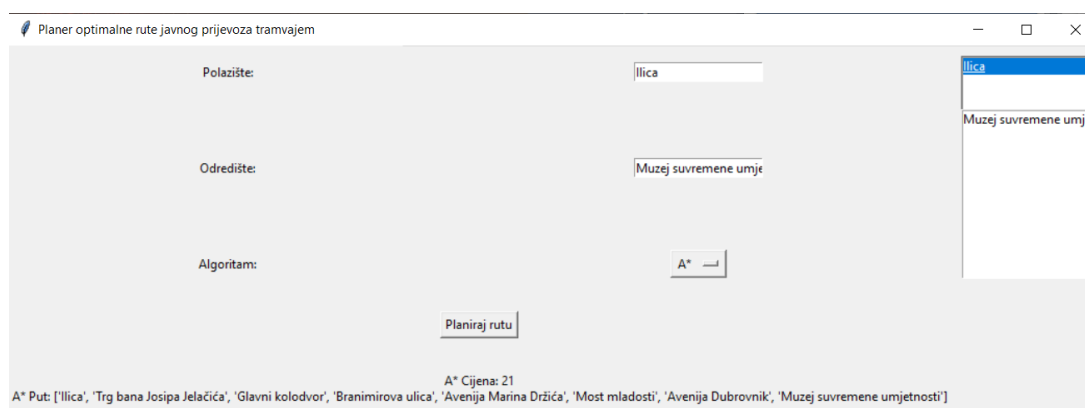 Planer optimalne rute javnog prijevoza tramvajem
Polazište:
Ilica
Ilica
Muzej suvremene umj
Odredište:
Muzej suvremene umje
Algoritam:
A*
Planiraj rutu
A* Cijena: 21
A* Put: ['Ilica', 'Trg bana Josipa Jelačića', 'Glavni kolodvor', 'Branimirova ulica', 'Avenija Marina Držića', 'Most mladosti', 'Avenija Dubrovnik', 'Muzej suvremene umjetnosti']